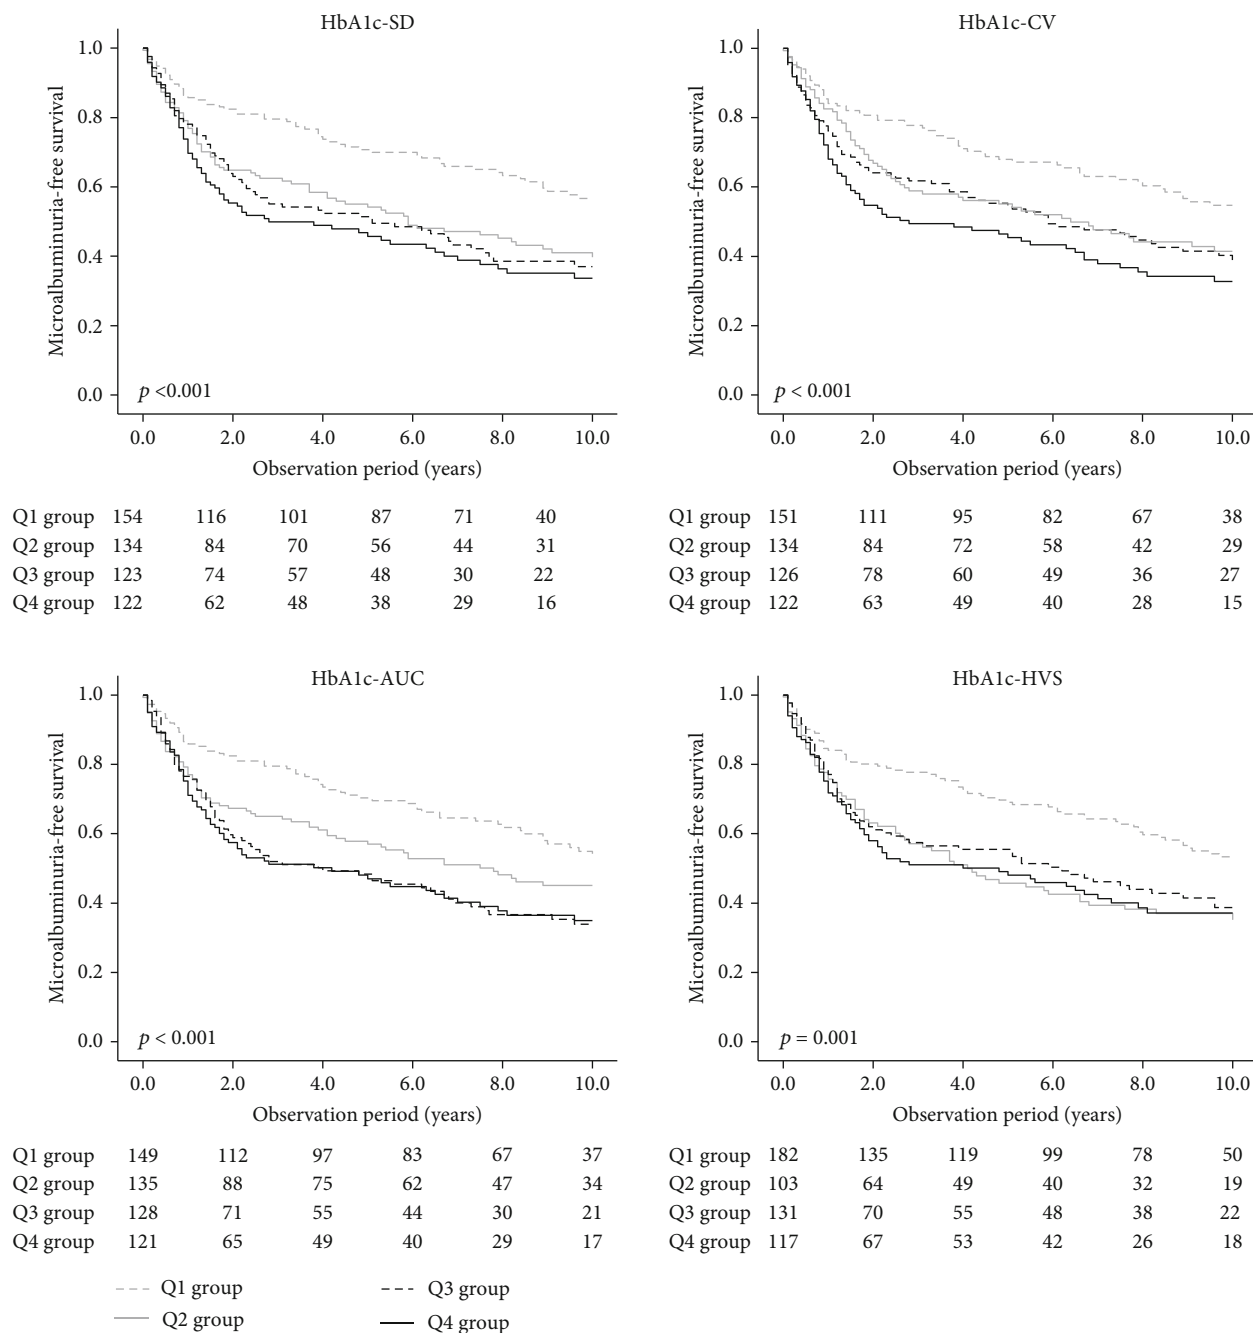 HbA1c-SD
Microalbuminuria-free survival
1.0
0.8
0.6
0.4
0.2
0.0
p <0.001
0.0 2.0 4.0 6.0 8.0 10.0
Observation period (years)
Q1 group 154 116 101 87 71 40
Q2 group 134 84 70 56 44 31
Q3 group 123 74 57 48 30 22
Q4 group 122 62 48 38 29 16
HbA1c-CV
Microalbuminuria-free survival
1.0
0.8
0.6
0.4
0.2
0.0
p < 0.001
0.0 2.0 4.0 6.0 8.0 10.0
Observation period (years)
Q1 group 151 111 95 82 67 38
Q2 group 134 84 72 58 42 29
Q3 group 126 78 60 49 36 27
Q4 group 122 63 49 40 28 15
HbA1c-AUC
Microalbuminuria-free survival
1.0
0.8
0.6
0.4
0.2
0.0
p < 0.001
0.0 2.0 4.0 6.0 8.0 10.0
Observation period (years)
Q1 group 149 112 97 83 67 37
Q2 group 135 88 75 62 47 34
Q3 group 128 71 55 44 30 21
Q4 group 121 65 49 40 29 17
HbA1c-HVS
Microalbuminuria-free survival
1.0
0.8
0.6
0.4
0.2
0.0
p = 0.001
0.0 2.0 4.0 6.0 8.0 10.0
Observation period (years)
Q1 group 182 135 119 99 78 50
Q2 group 103 64 49 40 32 19
Q3 group 131 70 55 48 38 22
Q4 group 117 67 53 42 26 18
Q1 group
Q2 group
Q3 group
Q4 group